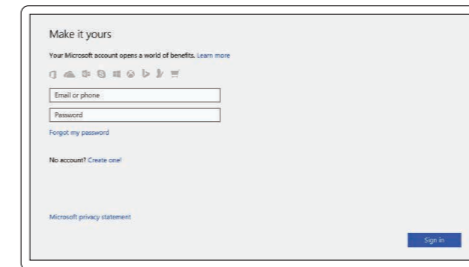 Make it yours
Your Microsoft account opens a world of benefits. Learn more
Email or phone
Password
Forgot my password
No account? Create one!
Microsoft privacy statement
Sign in